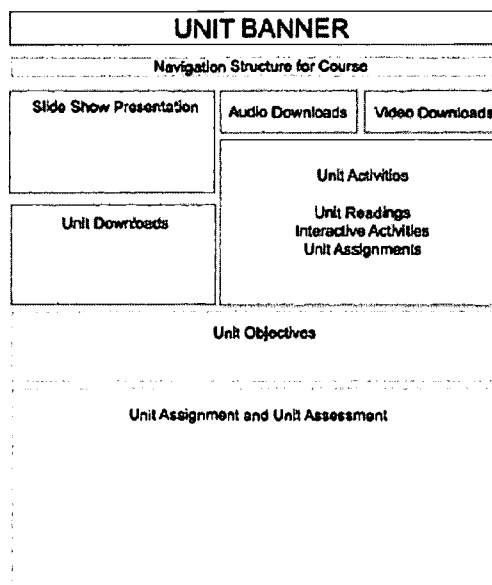 UNIT BANNER
Navigation Structure for Course
Slide Show Presentation
Audio Downloads
Video Downloads
Unit Activities
Unit Readings
Interactive Activities
Unit Assignments
Unit Downloads
Unit Objectives
Unit Assignment and Unit Assessment